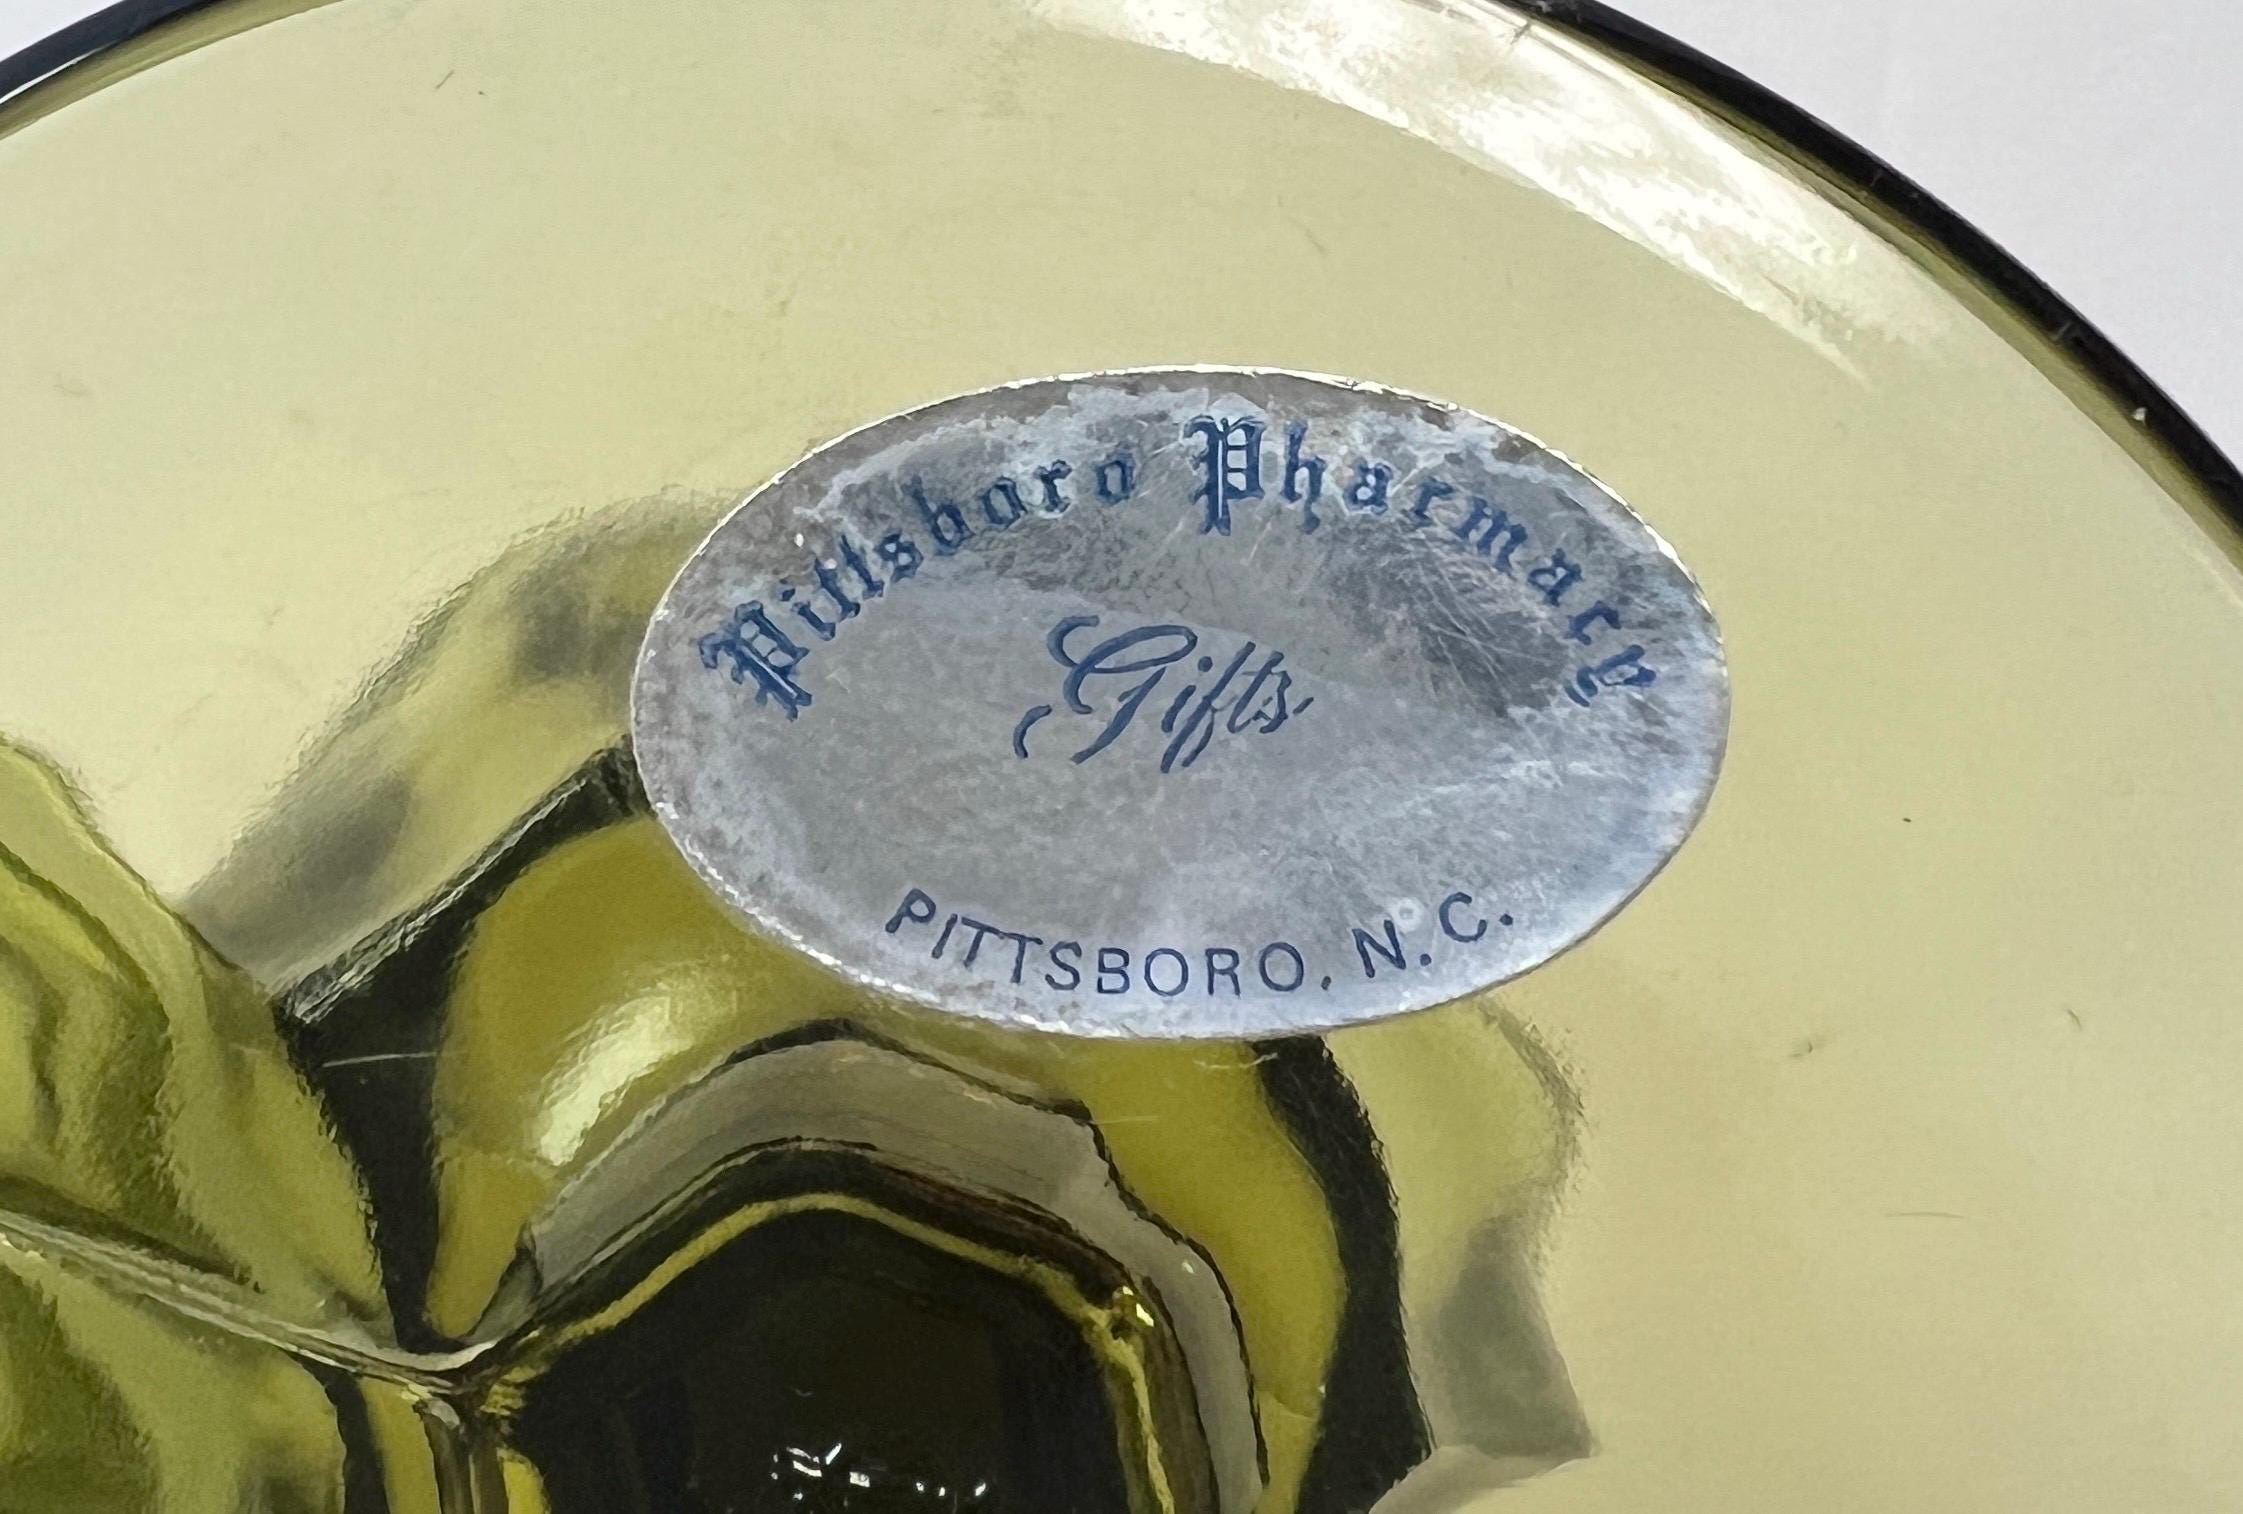 Pittsboro Pharmacy
Gifts
PITTSBORO, N.C.